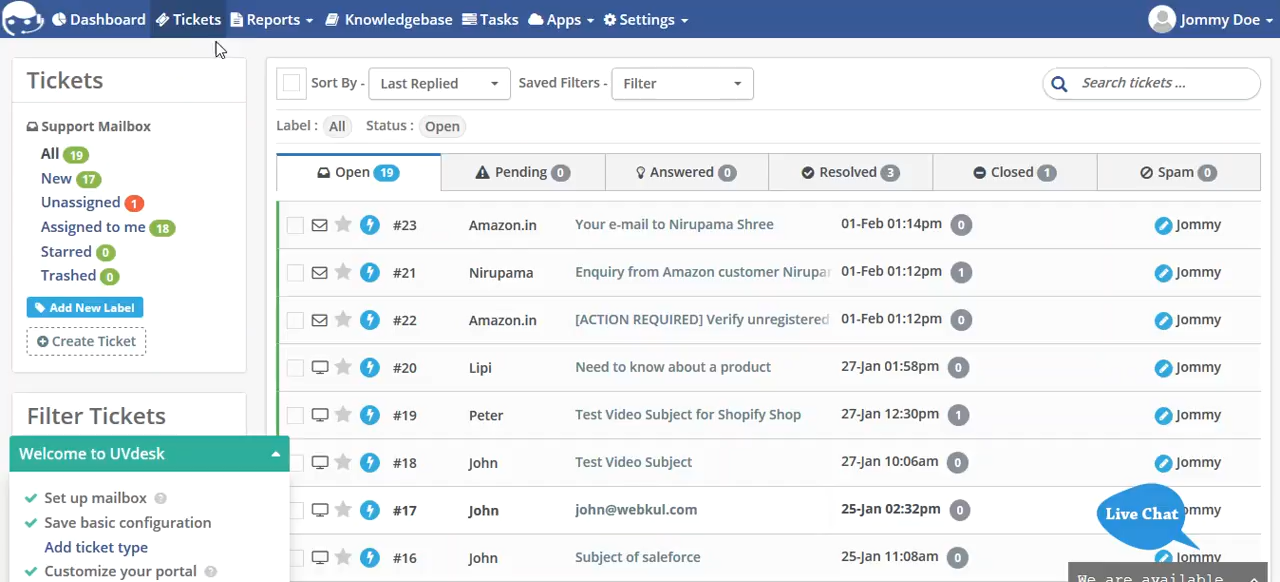 Dashboard Tickets Reports Knowledgebase Tasks Apps Settings Jommy Doe
Tickets
Support Mailbox
All 19
New 17
Unassigned 1
Assigned to me 18
Starred 0
Trashed 0
Add New Label
Create Ticket
Filter Tickets
Welcome to UVdesk
Set up mailbox ?
Save basic configuration
Add ticket type
Customize your portal ?
Sort By - Last Replied Saved Filters - Filter Search tickets ...
Label : All Status : Open
Open 19 Pending 0 Answered 0 Resolved 3 Closed 1 Spam 0
#23 Amazon.in Your e-mail to Nirupama Shree 01-Feb 01:14pm 0 Jommy
#21 Nirupama Enquiry from Amazon customer Nirupar 01-Feb 01:12pm 1 Jommy
#22 Amazon.in [ACTION REQUIRED] Verify unregistered 01-Feb 01:12pm 0 Jommy
#20 Lipi Need to know about a product 27-Jan 01:58pm 0 Jommy
#19 Peter Test Video Subject for Shopify Shop 27-Jan 12:30pm 1 Jommy
#18 John Test Video Subject 27-Jan 10:06am 0 Jommy
#17 John john@webkul.com 25-Jan 02:32pm 0 ommy
#16 John Subject of saleforce 25-Jan 11:08am 0 Jommy
Live Chat
We are available